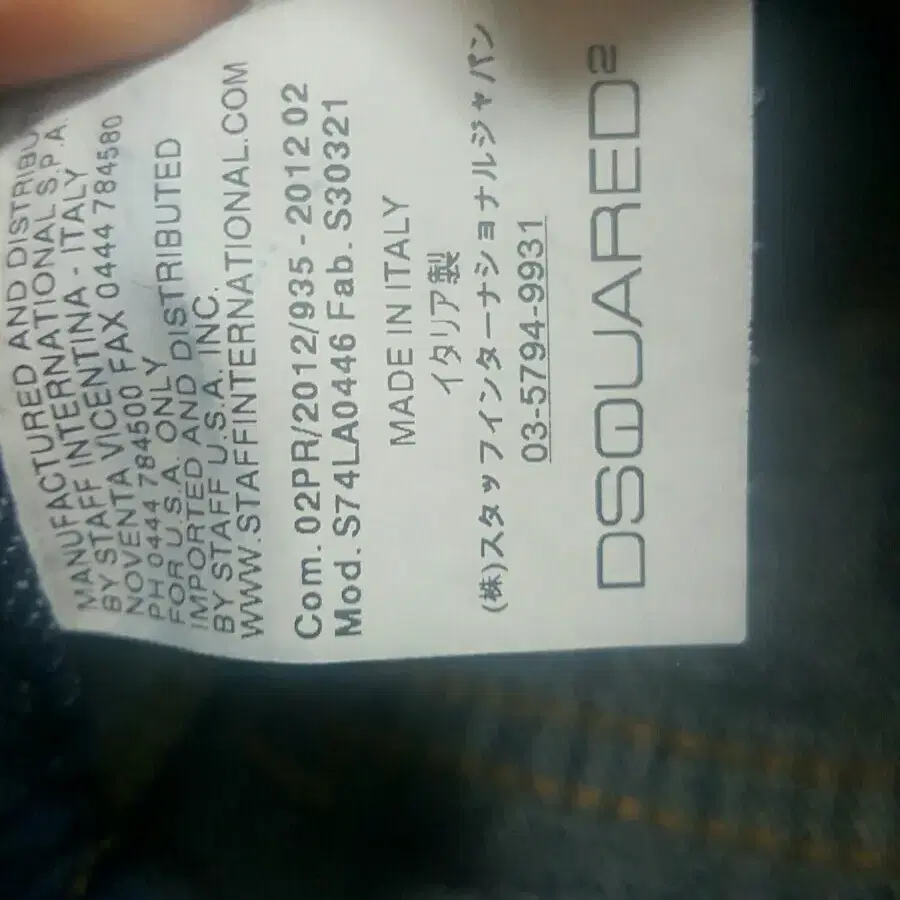 MANUFACTURED AND DISTRIBU
BY STAFF INTERNATIONAL S.P.A.
NOVENTA VICENTINA - ITALY
PH 0444 784500 FAX 0444 784580
FOR U.S.A. ONLY
IMPORTED AND DISTRIBUTED
BY STAFF U.S.A. INC.
WWW.STAFFINTERNATIONAL.COM
Com. 02PR/2012/935 - 2012 02
Mod. S74LA0446 Fab. S30321
MADE IN ITALY
イタリア製
(株)スタッフインターナショナルジャパン
03-5794-9931
DSQUARED2